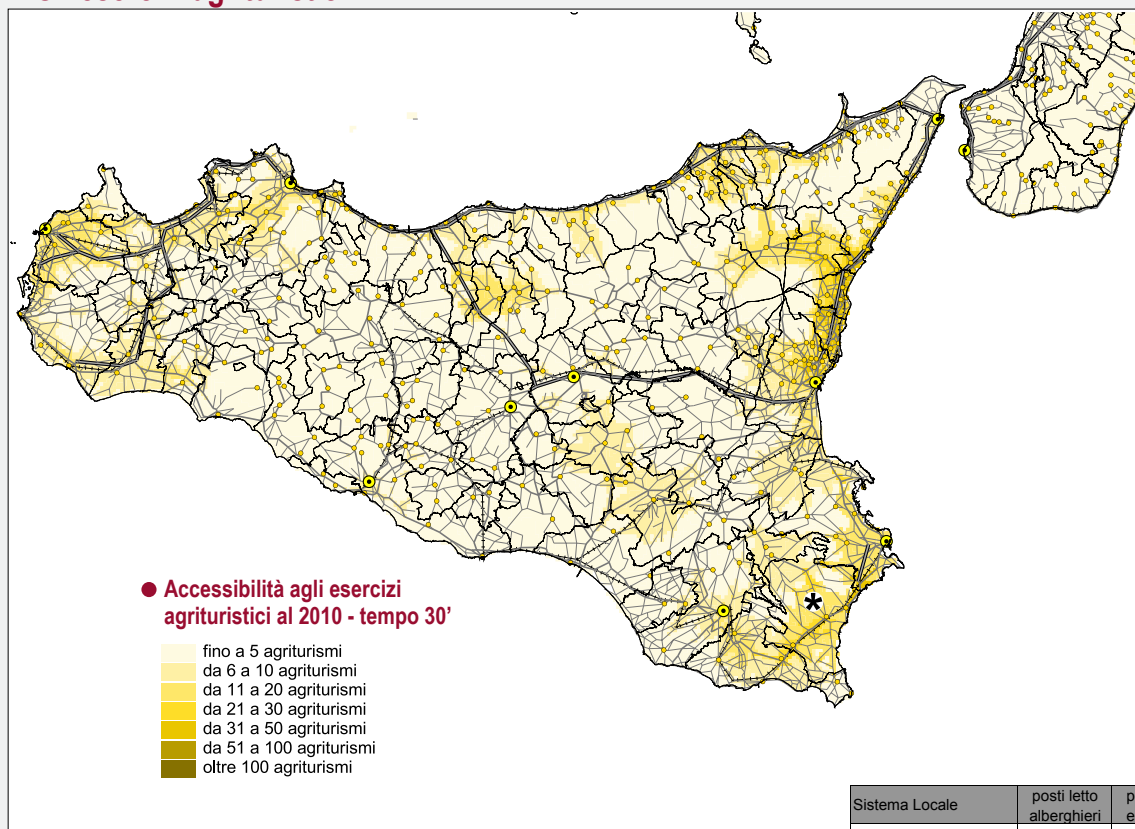 ● Accessibilità agli esercizi
agrituristici al 2010 - tempo 30’
fino a 5 agriturismi
da 6 a 10 agriturismi
da 11 a 20 agriturismi
da 21 a 30 agriturismi
da 31 a 50 agriturismi
da 51 a 100 agriturismi
oltre 100 agriturismi
*
Sistema Locale
posti letto
alberghieri